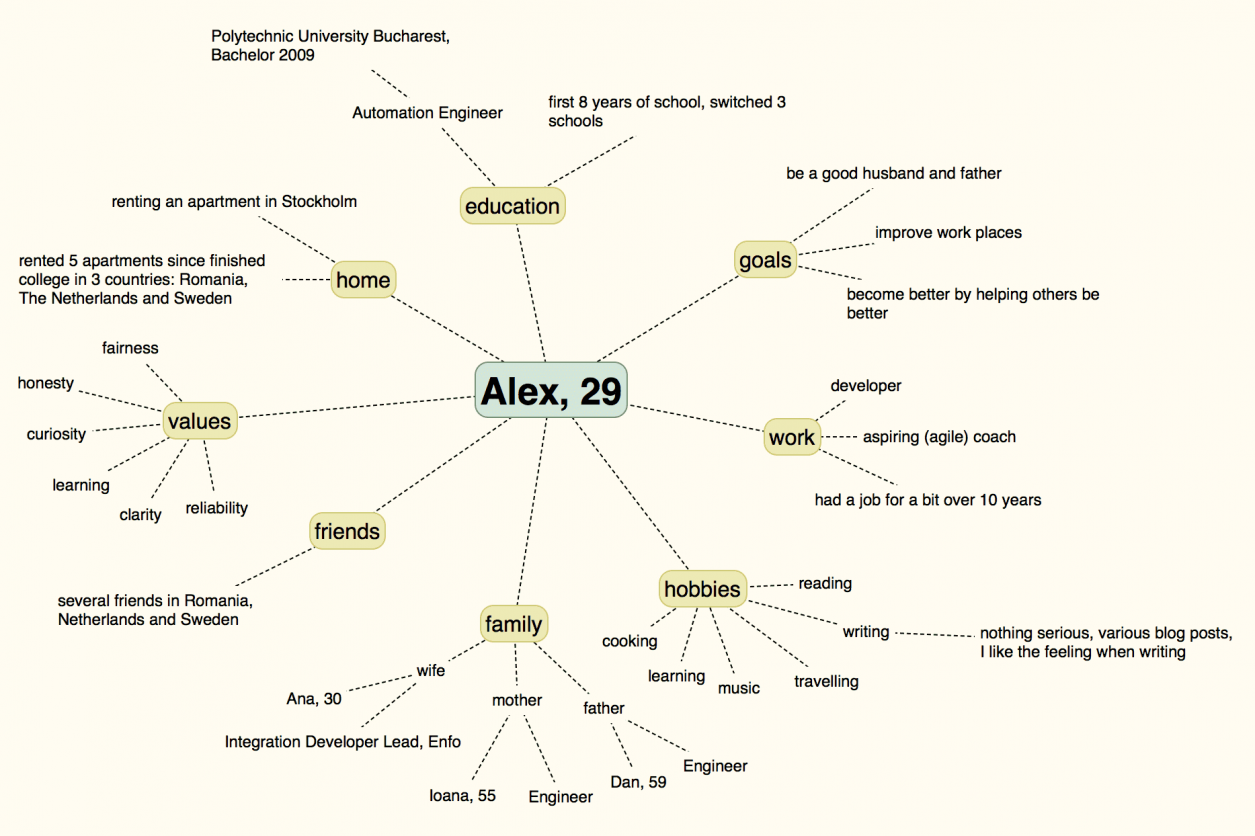 Polytechnic University Bucharest,
Bachelor 2009
Automation Engineer
first 8 years of school, switched 3
schools
education
renting an apartment in Stockholm
rented 5 apartments since finished
college in 3 countries: Romania,
The Netherlands and Sweden
home
be a good husband and father
improve work places
become better by helping others be
better
goals
Alex, 29
fairness
honesty
curiosity
learning
clarity
reliability
values
developer
aspiring (agile) coach
had a job for a bit over 10 years
work
friends
several friends in Romania,
Netherlands and Sweden
family
wife
Ana, 30
Integration Developer Lead, Enfo
mother
Ioana, 55
Engineer
father
Dan, 59
Engineer
hobbies
reading
writing
nothing serious, various blog posts,
I like the feeling when writing
cooking
learning
music
travelling